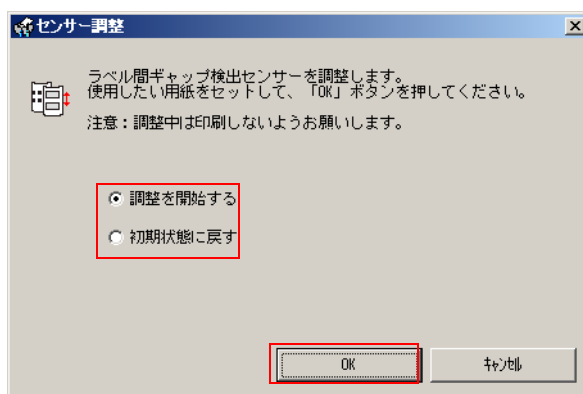 センサー調整
ラベル間ギャップ検出センサーを調整します。
使用したい用紙をセットして、「OK」ボタンを押してください。
注意：調整中は印刷しないようお願いします。
調整を開始する
初期状態に戻す
OK
ｷｬﾝｾﾙ